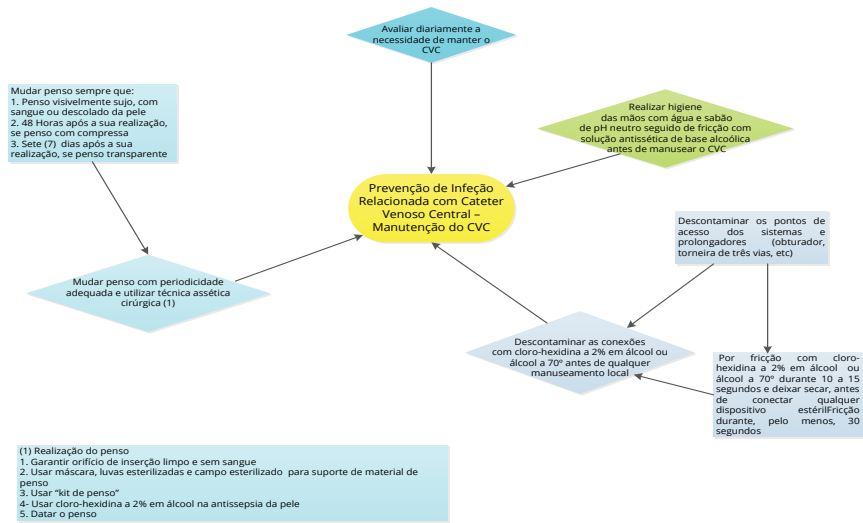 Avaliar diariamente a
necessidade de manter o
CVC
Mudar penso sempre que:
1. Penso visivelmente sujo, com
sangue ou descolado da pele
2. 48 Horas após a sua realização,
se penso com compressa
3. Sete (7) dias após a sua
realização, se penso transparente
Realizar higiene
das mãos com água e sabão
de pH neutro seguido de fricção com
solução antissética de base alcoólica
antes de manusear o CVC
Prevenção de Infeção
Relacionada com Cateter
Venoso Central –
Manutenção do CVC
Descontaminar os pontos de
acesso dos sistemas e
prolongadores (obturador,
torneira de três vias, etc)
Mudar penso com periodicidade
adequada e utilizar técnica assética
cirúrgica (1)
Descontaminar as conexões
com cloro-hexidina a 2% em álcool ou
álcool a 70º antes de qualquer
manuseamento local
Por fricção com cloro-
hexidina a 2% em álcool ou
álcool a 70º durante 10 a 15
segundos e deixar secar, antes
de conectar qualquer
dispositivo estérilFricção
durante, pelo menos, 30
segundos
(1) Realização do penso
1. Garantir orifício de inserção limpo e sem sangue
2. Usar máscara, luvas esterilizadas e campo esterilizado para suporte de material de
penso
3. Usar “kit de penso”
4- Usar cloro-hexidina a 2% em álcool na antissepsia da pele
5. Datar o penso